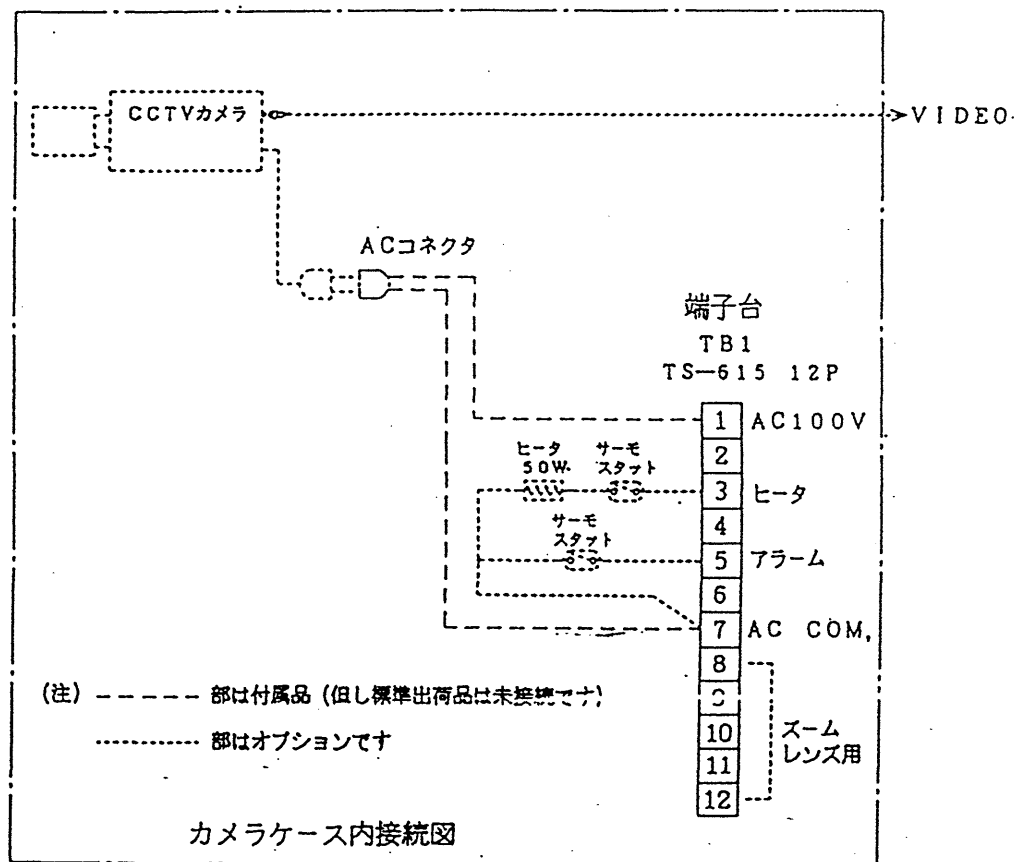 CCTVカメラ
VIDEO
ACコネクタ
端子台
TB1
TS-615 12P
1 AC100V
2
ヒータ
50W
サーモ
スタット
3 ヒータ
4
サーモ
スタット
5 アラーム
6
7 AC COM.
8
9
10
11
12
ズーム
レンズ用
(注) 部は付属品 (但し標準出荷品は未接続です)
部はオプションです
カメラケース内接続図